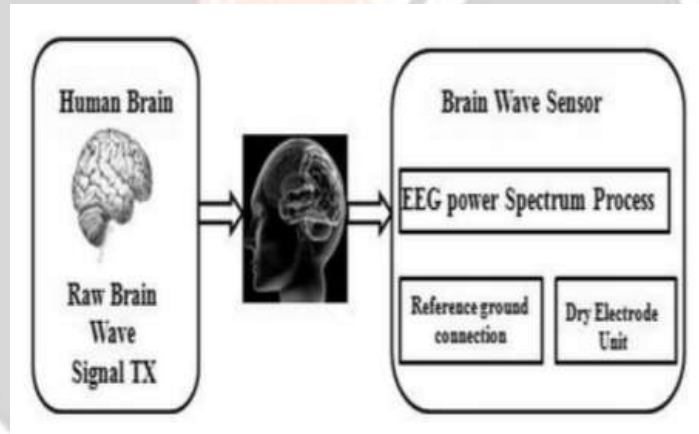 Human Brain
Raw Brain
Wave
Signal TX
Brain Wave Sensor
EEG power Spectrum Process
Reference ground
connection
Dry Electrode
Unit